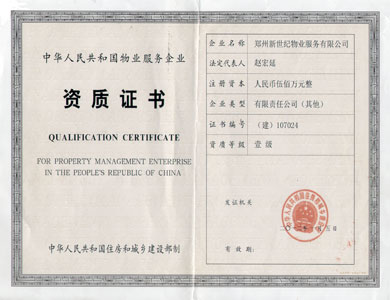 中华人民共和国物业服务企业
资质证书
QUALIFICATION CERTIFICATE
FOR PROPERTY MANAGEMENT ENTERPRISE
IN THE PEOPLE'S REPUBLIC OF CHINA
中华人民共和国住房和城乡建设部制
企业名称 郑州新世纪物业服务有限公司
法定代表人 赵宏延
注册资本 人民币伍佰万元整
企业类型 有限责任公司(其他)
证书编号 (建)107024
资质等级 壹级
发证机关
有效期: